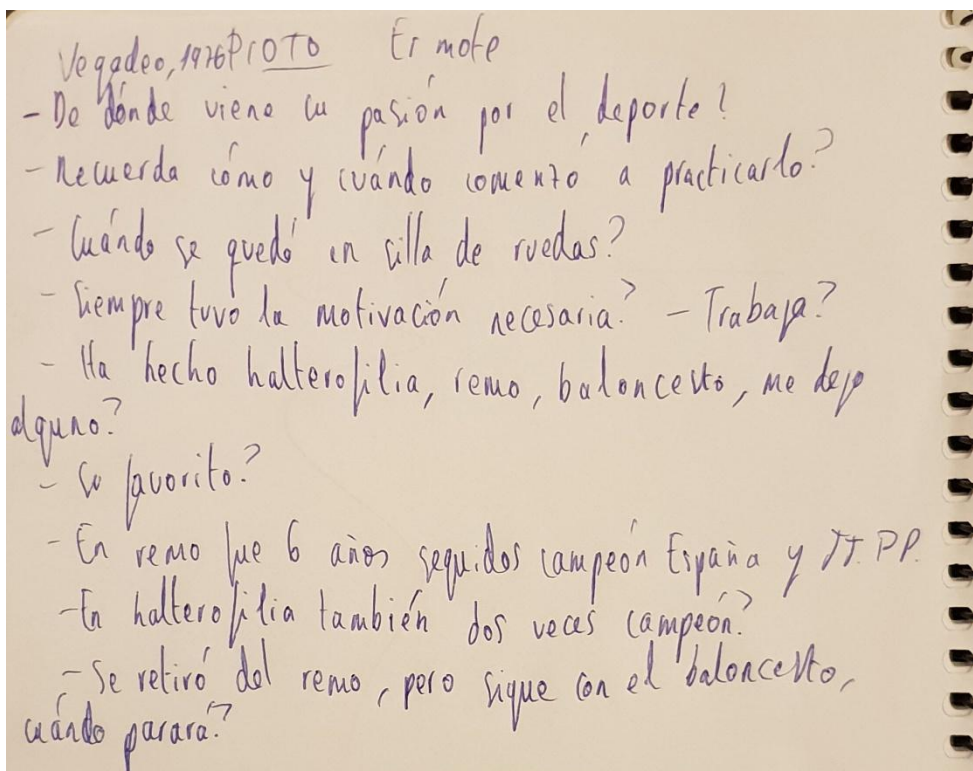 Vegadeo, 1976 PROTO Es mote
- De dónde viene su pasión por el deporte?
- Recuerda cómo y cuándo comenzó a practicarlo?
- Cuándo se quedó en silla de ruedas?
- Siempre tuvo la motivación necesaria? - Trabaja?
- Ha hecho halterofilia, remo, baloncesto, me dejo
alguno?
- Su favorito?
- En remo fue 6 años seguidos campeón España y JJ.PP.
- En halterofilia también dos veces campeón?
- Se retiró del remo, pero sigue con el baloncesto,
cuándo parará?